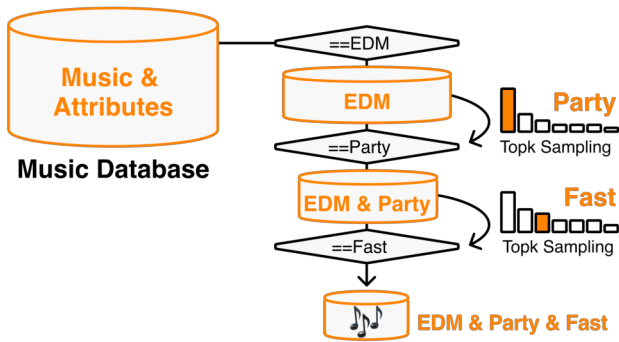 Music &
Attributes
Music Database
==EDM
EDM
Party
Topk Sampling
==Party
EDM & Party
Fast
Topk Sampling
==Fast
EDM & Party & Fast